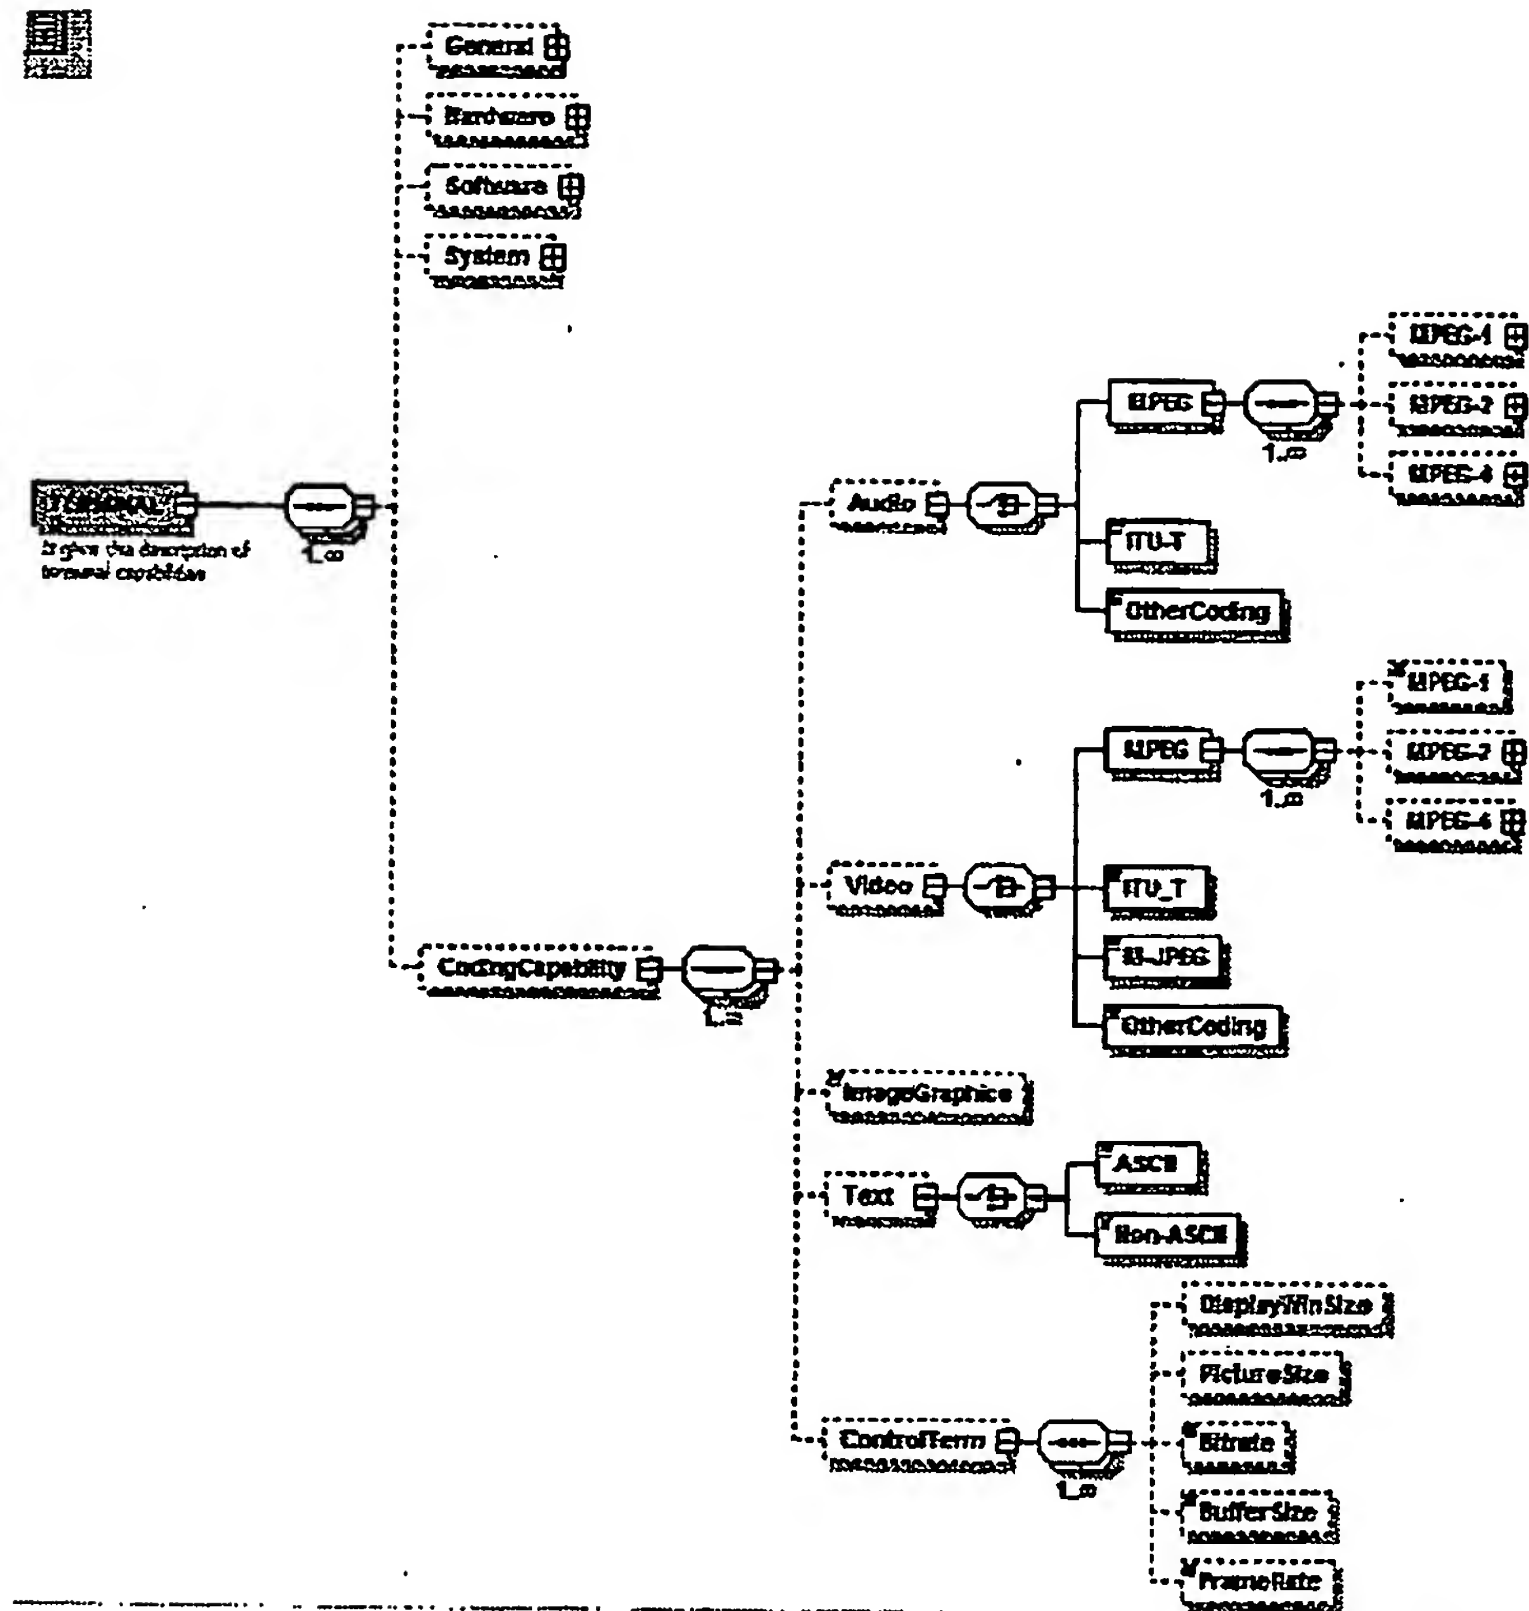 General
Hardware
Software
System
TERMINAL
It gives the description of
terminal capabilities
1..∞
CodingCapability
1..∞
Audio
MPEG
1..∞
MPEG-1
MPEG-2
MPEG-4
ITU-T
OtherCoding
Video
MPEG
1..∞
MPEG-1
MPEG-2
MPEG-4
ITU_T
M-JPEG
OtherCoding
ImageGraphics
Text
ASCII
Non-ASCII
ControlTerm
1..∞
DisplayWinSize
PictureSize
Bitrate
BufferSize
FrameRate